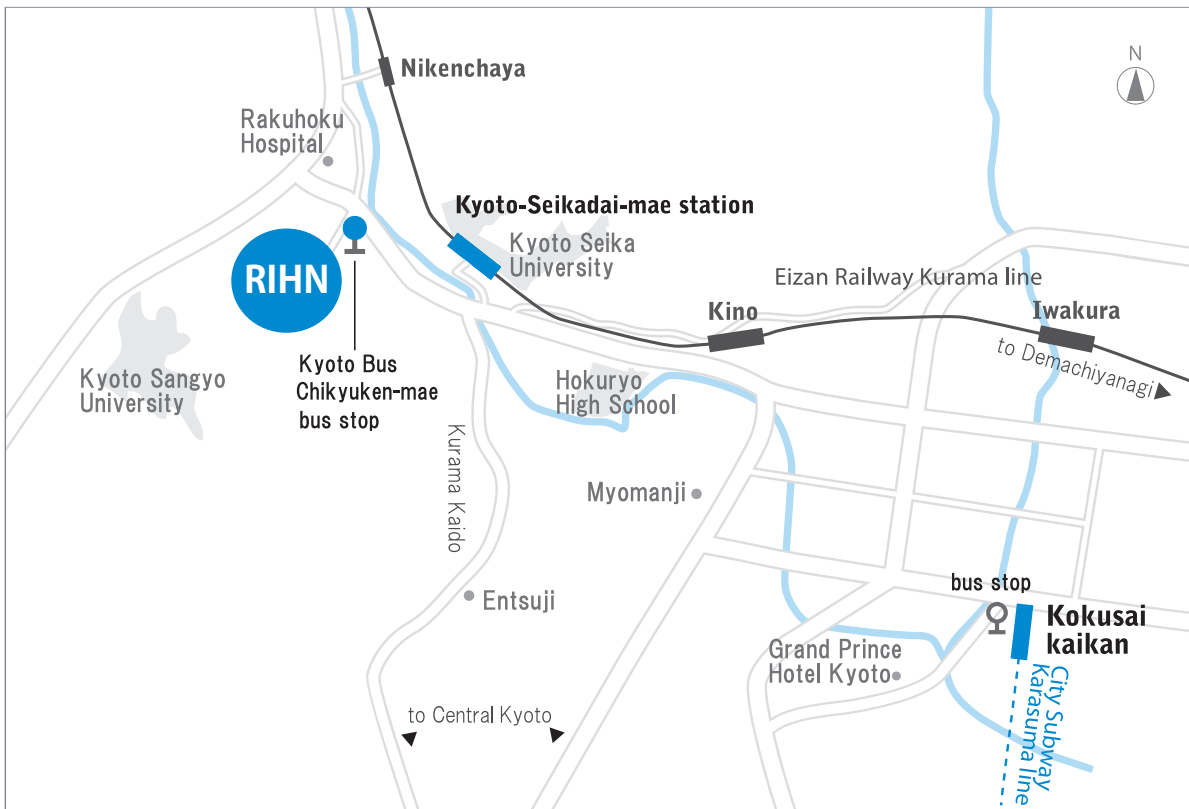 N
Nikenchaya
Rakuhoku
Hospital
Kyoto-Seikadai-mae station
Kyoto Seika
University
RIHN
Eizan Railway Kurama line
Kino
Iwakura
to Demachiyanagi
Kyoto Sangyo
University
Kyoto Bus
Chikyuken-mae
bus stop
Hokuryo
High School
Kurama Kaido
Myomanji
bus stop
Entsuji
Kokusai
kaikan
Grand Prince
Hotel Kyoto
City Subway
Karasuma line
to Central Kyoto